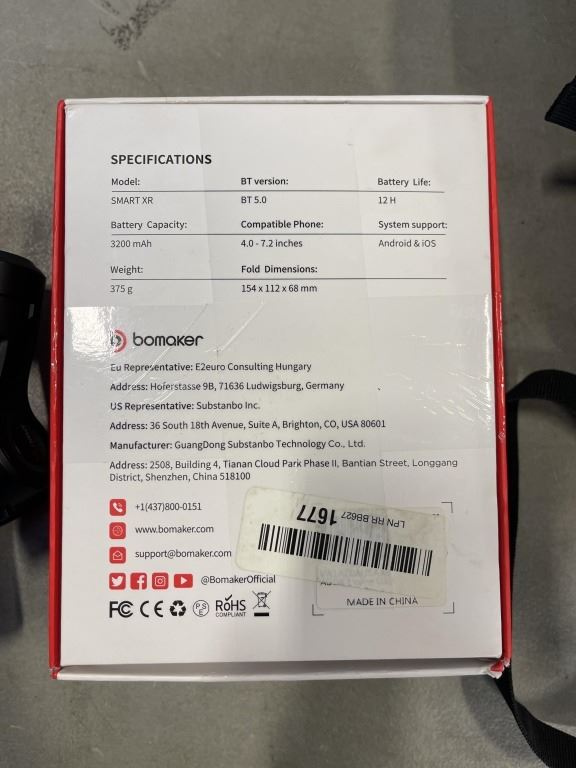 SPECIFICATIONS
Model: BT version: Battery Life:
SMART XR BT 5.0 12 H
Battery Capacity: Compatible Phone: System support:
3200 mAh 4.0 - 7.2 inches Android & iOS
Weight: Fold Dimensions:
375 g 154 x 112 x 68 mm
bomaker
Eu Representative: E2euro Consulting Hungary
Address: Hoferstasse 9B, 71636 Ludwigsburg, Germany
US Representative: Substanbo Inc.
Address: 36 South 18th Avenue, Suite A, Brighton, CO, USA 80601
Manufacturer: GuangDong Substanbo Technology Co., Ltd.
Address: 2508, Building 4, Tianan Cloud Park Phase II, Bantian Street, Longgang
District, Shenzhen, China 518100
+1(437)800-0151
www.bomaker.com
support@bomaker.com
@BomakerOfficial
LPN RR BB627 1677
FC CE PSE RoHS
COMPLIANT
MADE IN CHINA